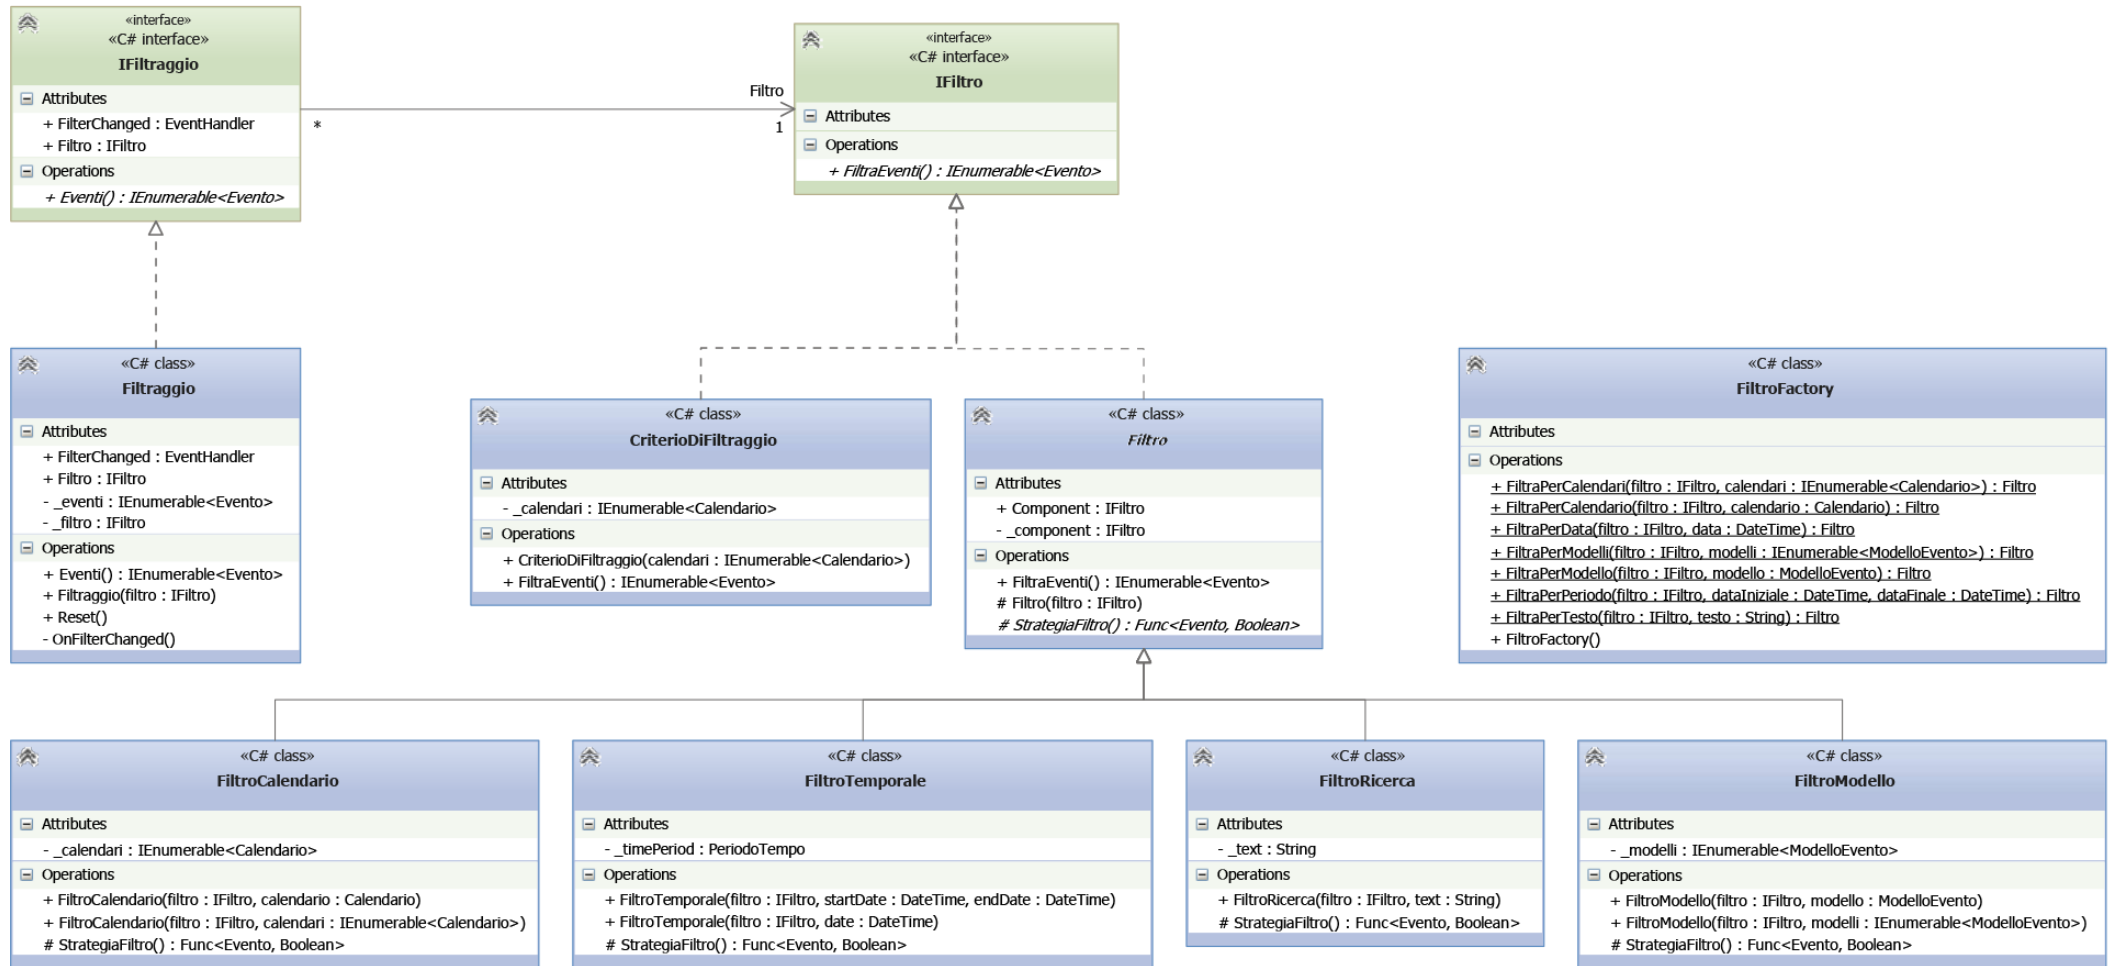 «interface»
«C# interface»
IFiltraggio
Attributes
+ FilterChanged : EventHandler
+ Filtro : IFiltro
Operations
+ Eventi() : IEnumerable<Evento>
*
Filtro
1
«interface»
«C# interface»
IFiltro
Attributes
Operations
+ FiltraEventi() : IEnumerable<Evento>
«C# class»
Filtraggio
Attributes
+ FilterChanged : EventHandler
+ Filtro : IFiltro
- _eventi : IEnumerable<Evento>
- _filtro : IFiltro
Operations
+ Eventi() : IEnumerable<Evento>
+ Filtraggio(filtro : IFiltro)
+ Reset()
- OnFilterChanged()
«C# class»
CriterioDiFiltraggio
Attributes
- _calendari : IEnumerable<Calendario>
Operations
+ CriterioDiFiltraggio(calendari : IEnumerable<Calendario>)
+ FiltraEventi() : IEnumerable<Evento>
«C# class»
Filtro
Attributes
+ Component : IFiltro
- _component : IFiltro
Operations
+ FiltraEventi() : IEnumerable<Evento>
# Filtro(filtro : IFiltro)
# StrategiaFiltro() : Func<Evento, Boolean>
«C# class»
FiltroFactory
Attributes
Operations
+ FiltraPerCalendari(filtro : IFiltro, calendari : IEnumerable<Calendario>) : Filtro
+ FiltraPerCalendario(filtro : IFiltro, calendario : Calendario) : Filtro
+ FiltraPerData(filtro : IFiltro, data : DateTime) : Filtro
+ FiltraPerModelli(filtro : IFiltro, modelli : IEnumerable<ModelloEvento>) : Filtro
+ FiltraPerModello(filtro : IFiltro, modello : ModelloEvento) : Filtro
+ FiltraPerPeriodo(filtro : IFiltro, dataIniziale : DateTime, dataFinale : DateTime) : Filtro
+ FiltraPerTesto(filtro : IFiltro, testo : String) : Filtro
+ FiltroFactory()
«C# class»
FiltroCalendario
Attributes
- _calendari : IEnumerable<Calendario>
Operations
+ FiltroCalendario(filtro : IFiltro, calendario : Calendario)
+ FiltroCalendario(filtro : IFiltro, calendari : IEnumerable<Calendario>)
# StrategiaFiltro() : Func<Evento, Boolean>
«C# class»
FiltroTemporale
Attributes
- _timePeriod : PeriodoTempo
Operations
+ FiltroTemporale(filtro : IFiltro, startDate : DateTime, endDate : DateTime)
+ FiltroTemporale(filtro : IFiltro, date : DateTime)
# StrategiaFiltro() : Func<Evento, Boolean>
«C# class»
FiltroRicerca
Attributes
- _text : String
Operations
+ FiltroRicerca(filtro : IFiltro, text : String)
# StrategiaFiltro() : Func<Evento, Boolean>
«C# class»
FiltroModello
Attributes
- _modelli : IEnumerable<ModelloEvento>
Operations
+ FiltroModello(filtro : IFiltro, modello : ModelloEvento)
+ FiltroModello(filtro : IFiltro, modelli : IEnumerable<ModelloEvento>)
# StrategiaFiltro() : Func<Evento, Boolean>